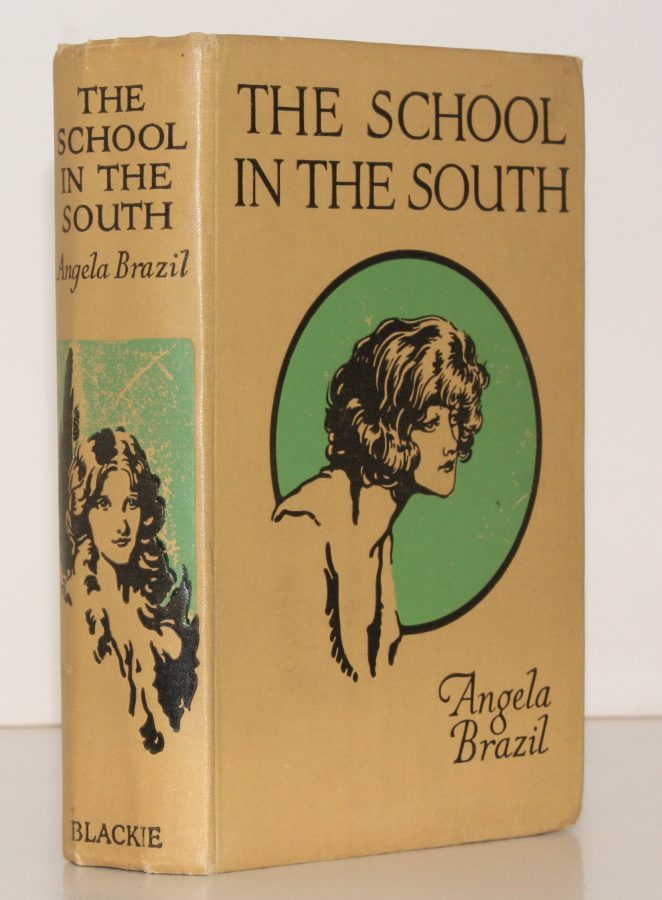 THE
SCHOOL
IN THE
SOUTH
Angela Brazil
BLACKIE
THE SCHOOL
IN THE SOUTH
Angela
Brazil